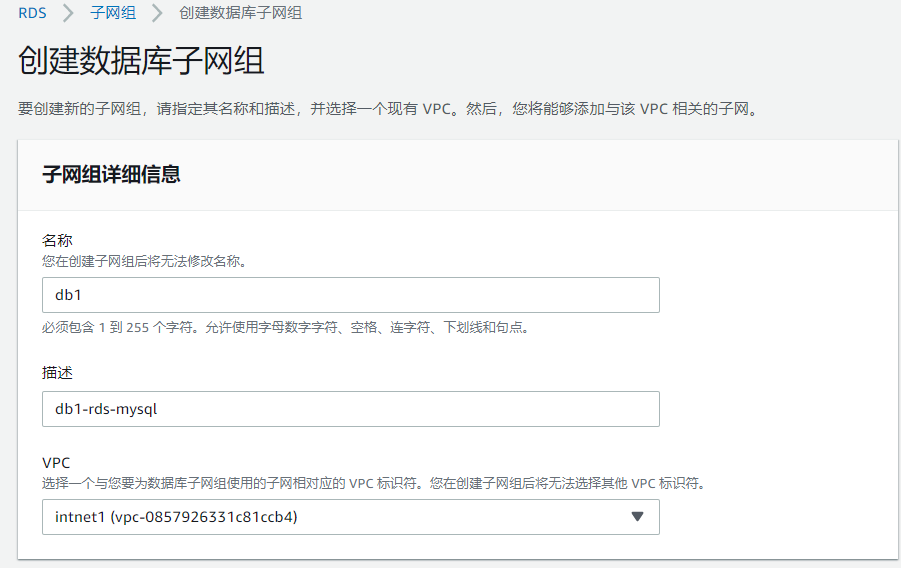 RDS > 子网组 > 创建数据库子网组
创建数据库子网组
要创建新的子网组，请指定其名称和描述，并选择一个现有 VPC。然后，您将能够添加与该 VPC 相关的子网。
子网组详细信息
名称
您在创建子网组后将无法修改名称。
db1
必须包含 1 到 255 个字符。允许使用字母数字字符、空格、连字符、下划线和句点。
描述
db1-rds-mysql
VPC
选择一个与您要为数据库子网组使用的子网相对应的 VPC 标识符。您在创建子网组后将无法选择其他 VPC 标识符。
intnet1 (vpc-0857926331c81ccb4)